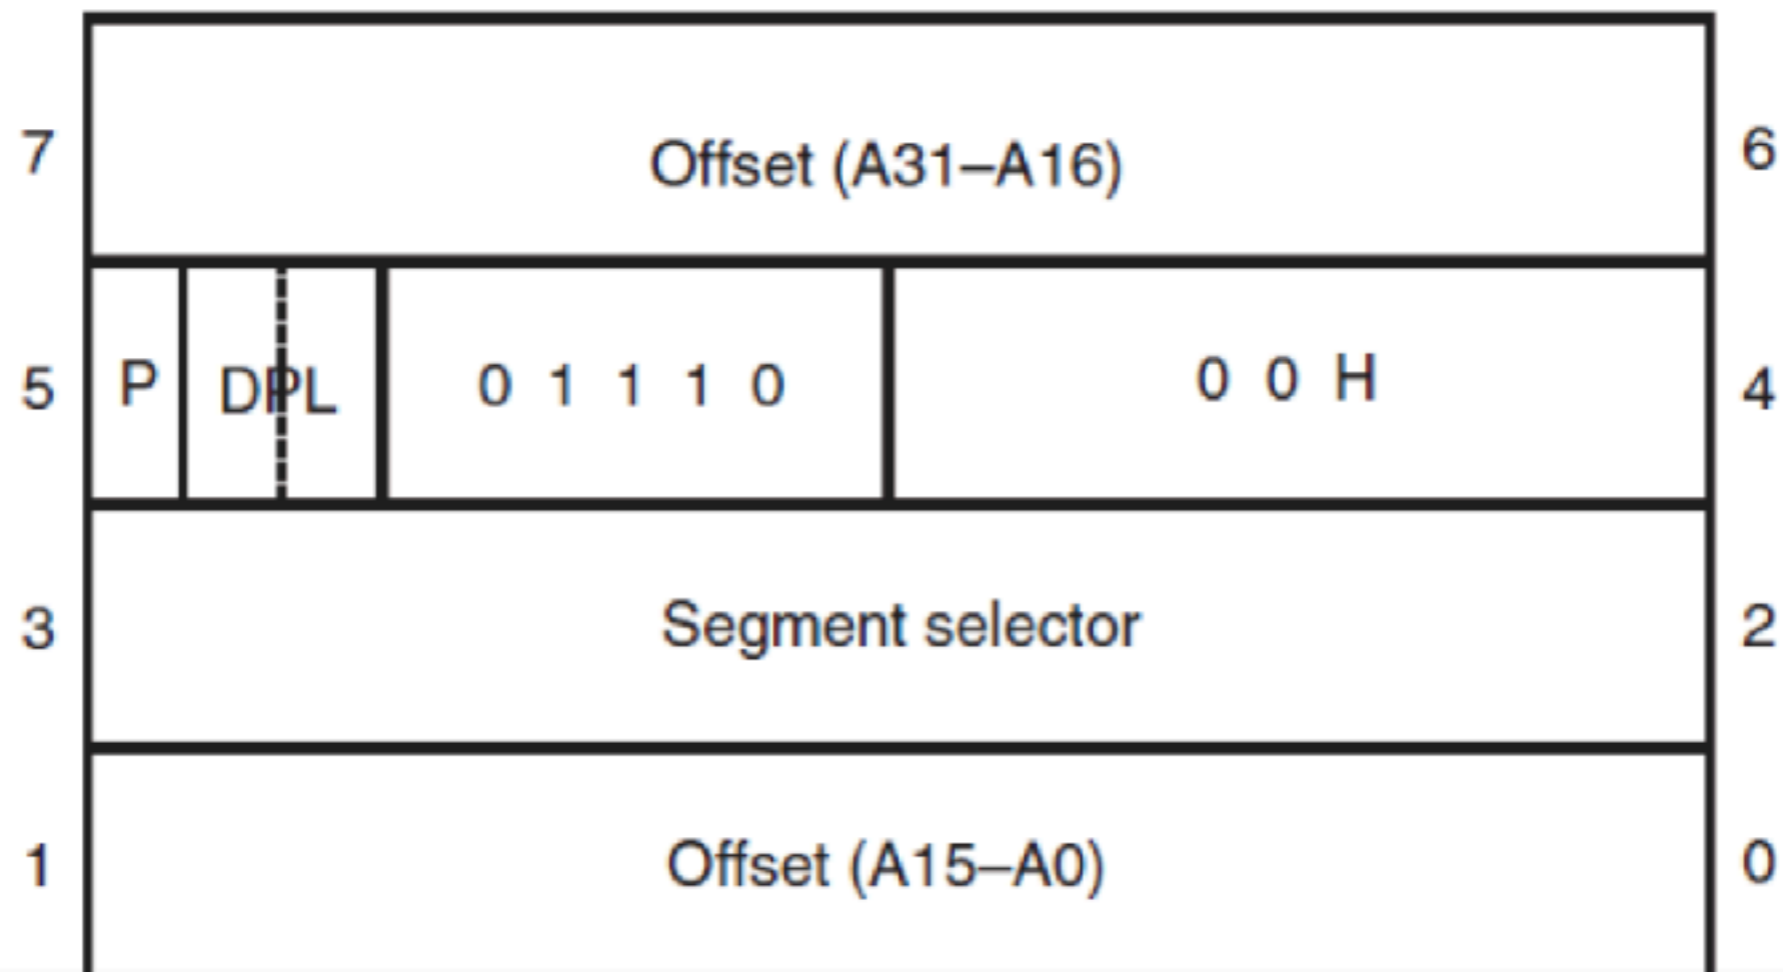 7 Offset (A31–A16) 6
5 P DPL 0 1 1 1 0 0 0 H 4
3 Segment selector 2
1 Offset (A15–A0) 0